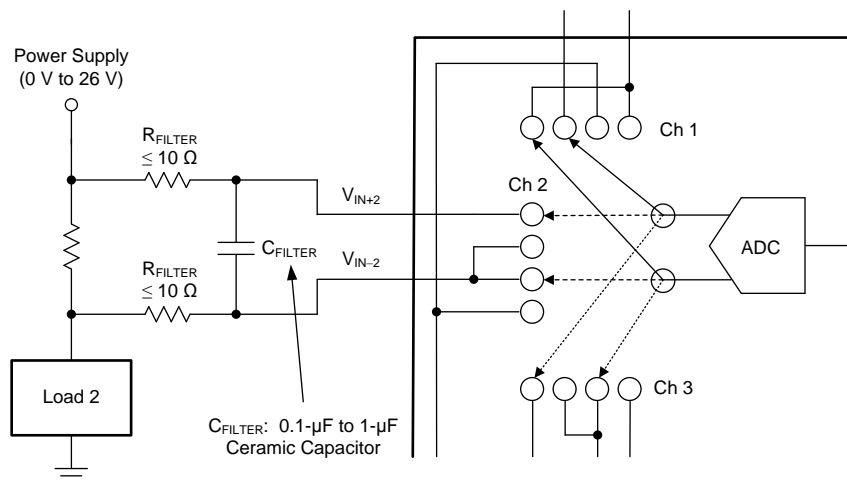 Power Supply
(0 V to 26 V)
RFILTER
≤ 10 Ω
VIN+2
CFILTER
RFILTER
≤ 10 Ω
VIN–2
Load 2
CFILTER: 0.1-µF to 1-µF
Ceramic Capacitor
Ch 1
Ch 2
ADC
Ch 3